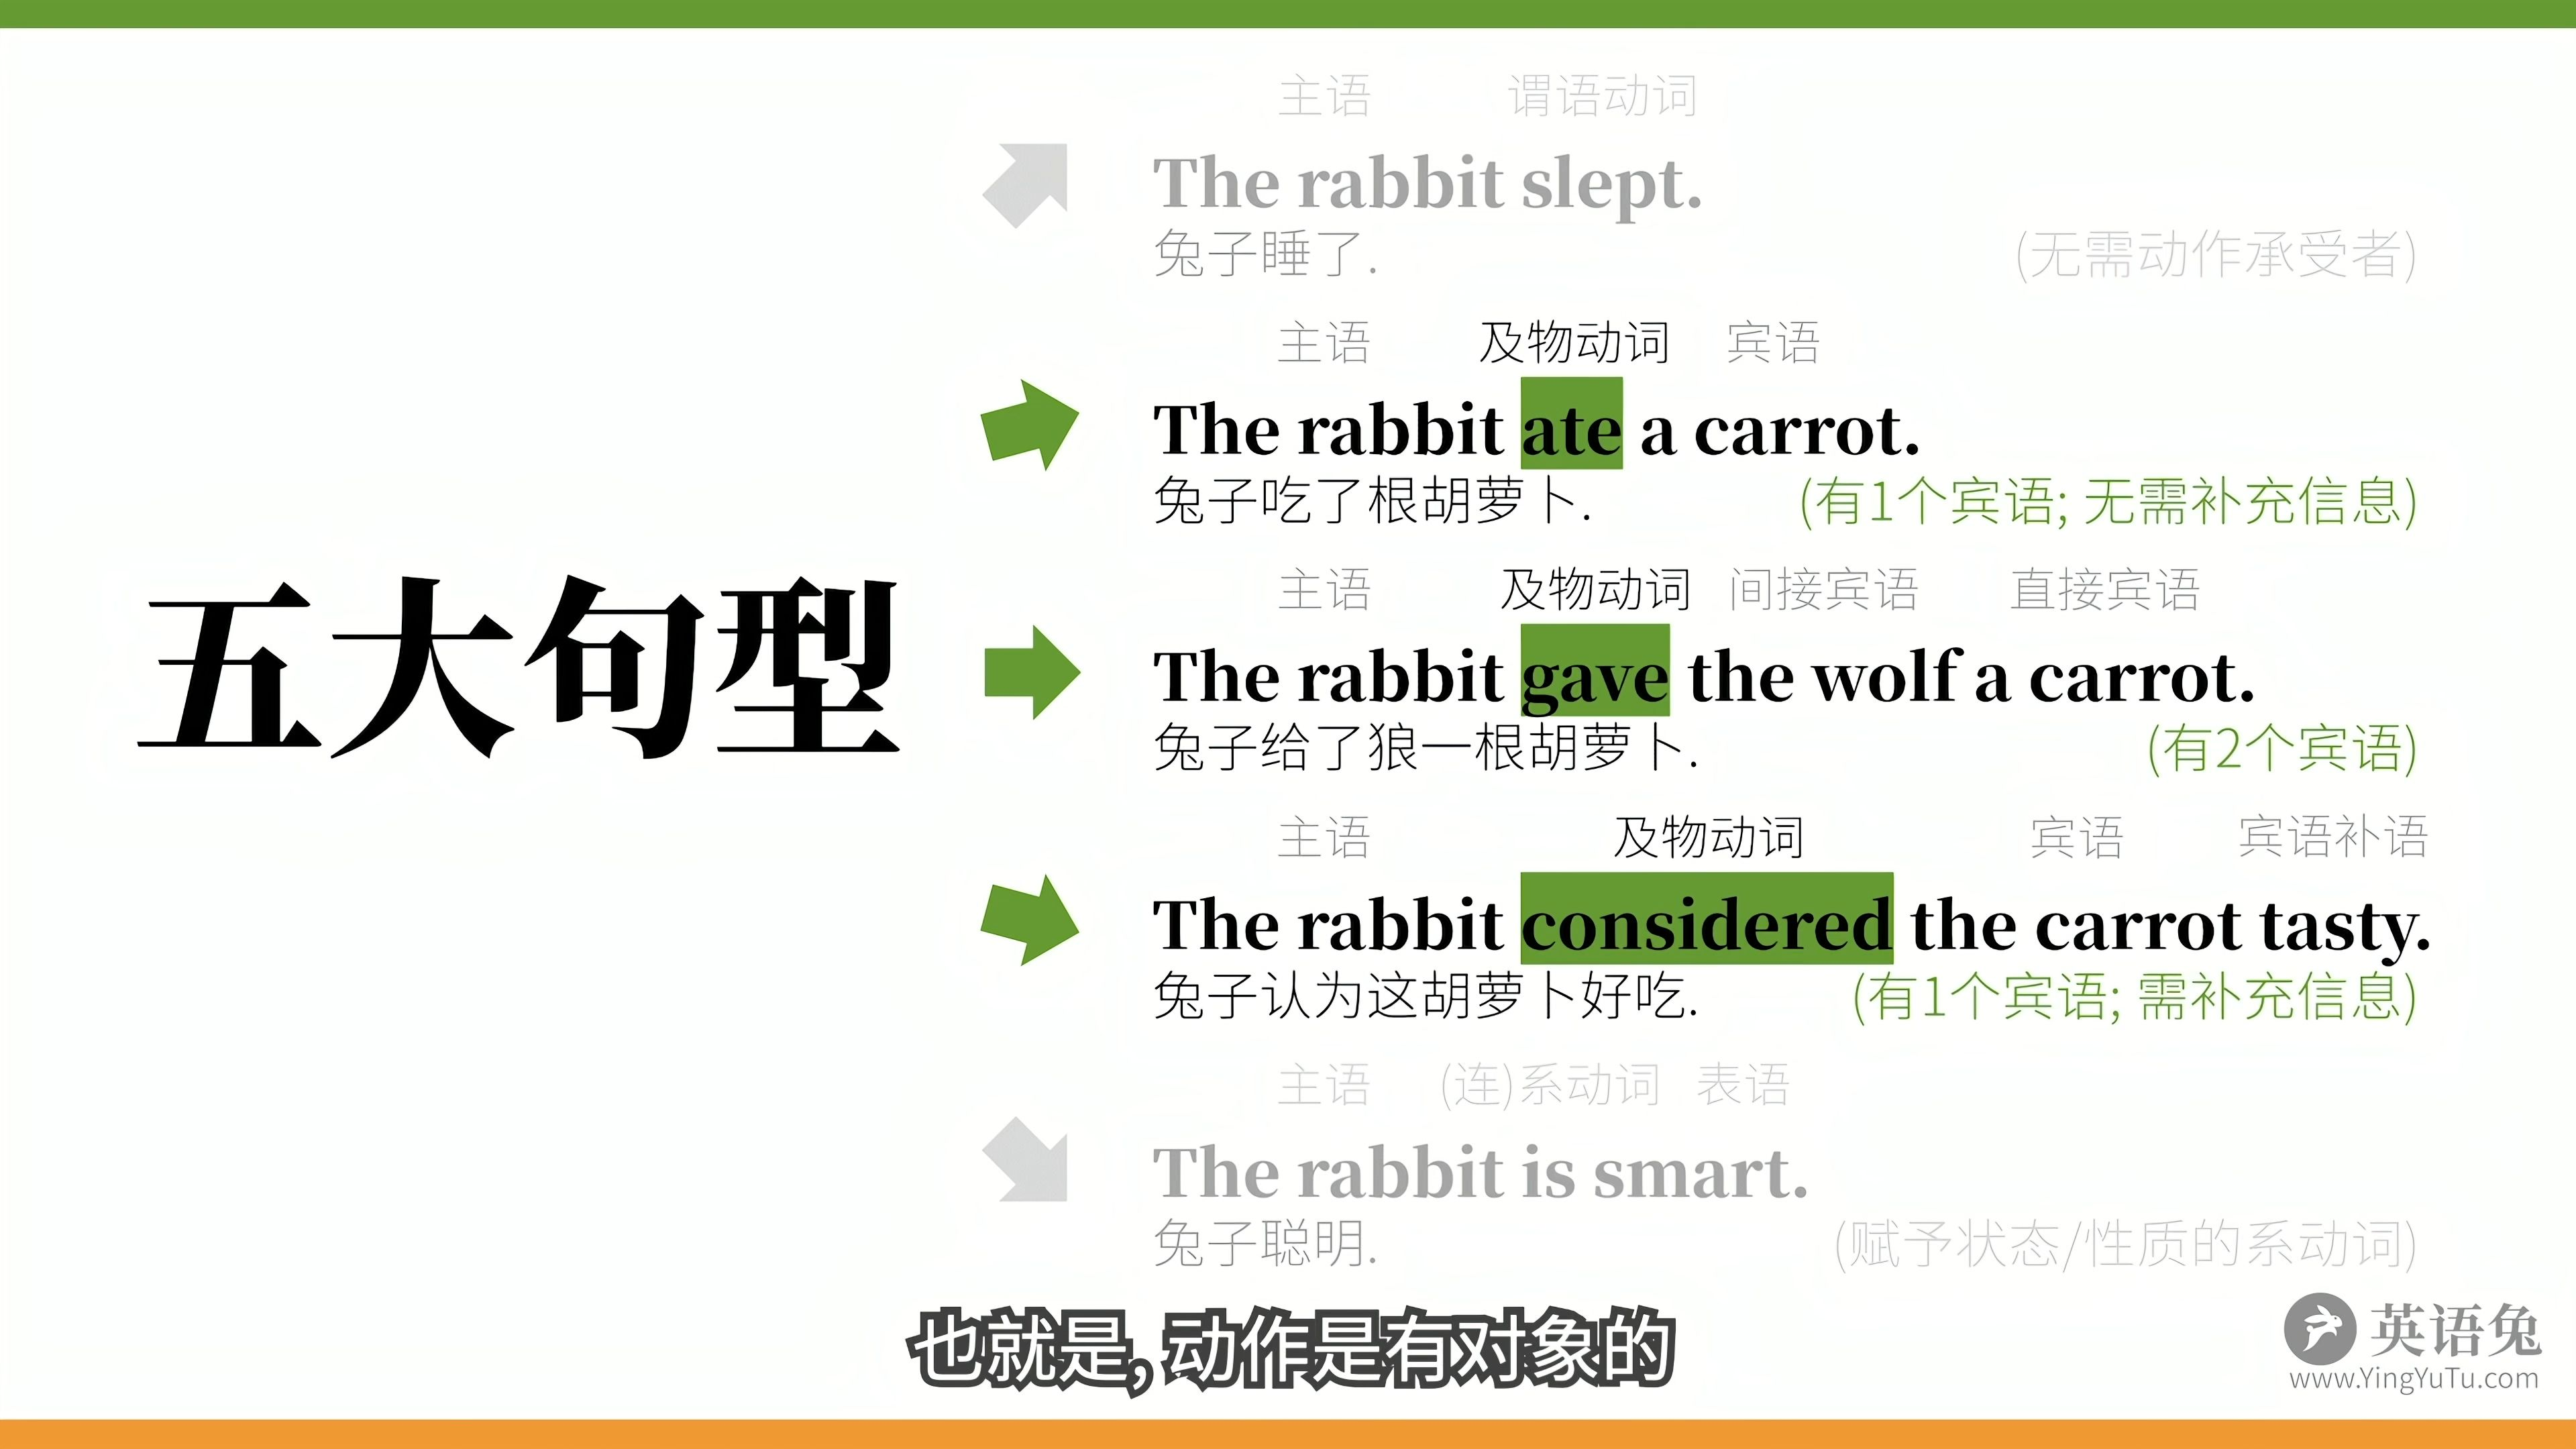 主语 谓语动词
The rabbit slept.
兔子睡了.
(无需动作承受者)
主语 及物动词 宾语
The rabbit ate a carrot.
兔子吃了根胡萝卜.
(有1个宾语; 无需补充信息)
五大句型
主语 及物动词 间接宾语 直接宾语
The rabbit gave the wolf a carrot.
兔子给了狼一根胡萝卜.
(有2个宾语)
主语 及物动词 宾语 宾语补语
The rabbit considered the carrot tasty.
兔子认为这胡萝卜好吃.
(有1个宾语; 需补充信息)
主语 (连)系动词 表语
The rabbit is smart.
兔子聪明.
(赋予状态/性质的系动词)
也就是, 动作是有对象的
英语兔
www.YingYuTu.com